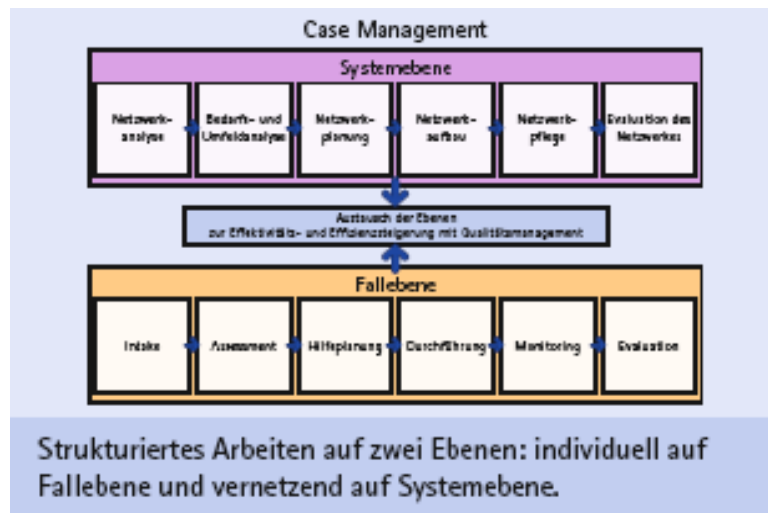 Case Management
Systemebene
Netzwerk-
analyse
Bedarfs- und
Umfeldanalyse
Netzwerk-
planung
Netzwerk-
aufbau
Netzwerk-
pflege
Evaluation des
Netzwerkes
Austausch der Ebenen
zur Effektivitäts- und Effizienzsteigerung mit Qualitätsmanagement
Fallebene
Intake
Assessment
Hilfeplanung
Durchführung
Monitoring
Evaluation
Strukturiertes Arbeiten auf zwei Ebenen: individuell auf
Fallebene und vernetzend auf Systemebene.